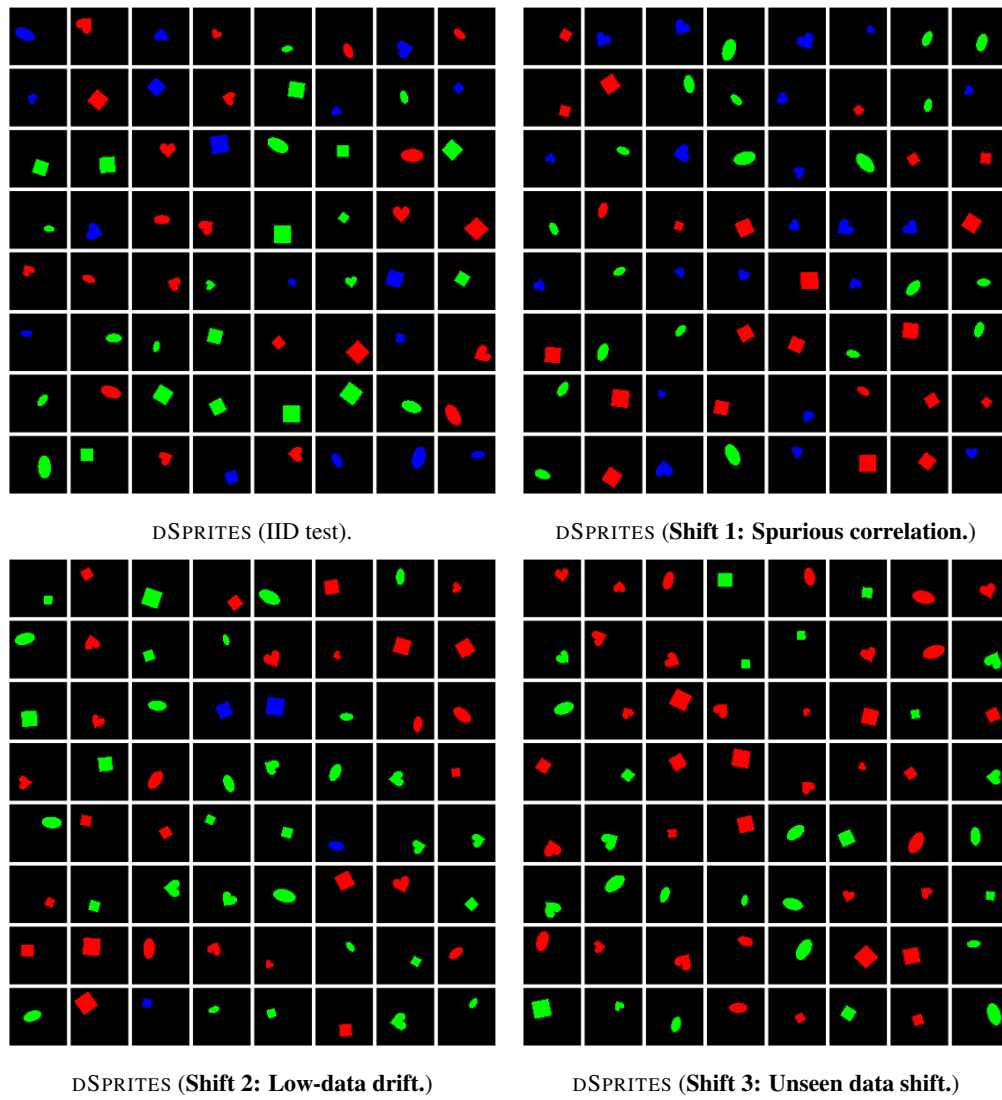 DSPRITES (IID test).
DSPRITES (Shift 1: Spurious correlation.)
DSPRITES (Shift 2: Low-data drift.)
DSPRITES (Shift 3: Unseen data shift.)